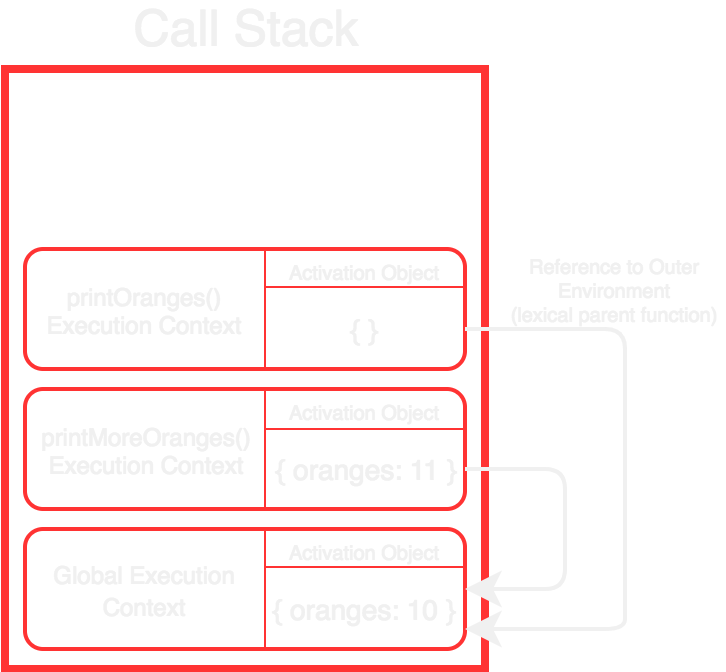 Call Stack
Activation Object
printOranges()
Execution Context
{ }
Reference to Outer
Environment
(lexical parent function)
Activation Object
printMoreOranges()
Execution Context
{ oranges: 11 }
Activation Object
Global Execution
Context
{ oranges: 10 }